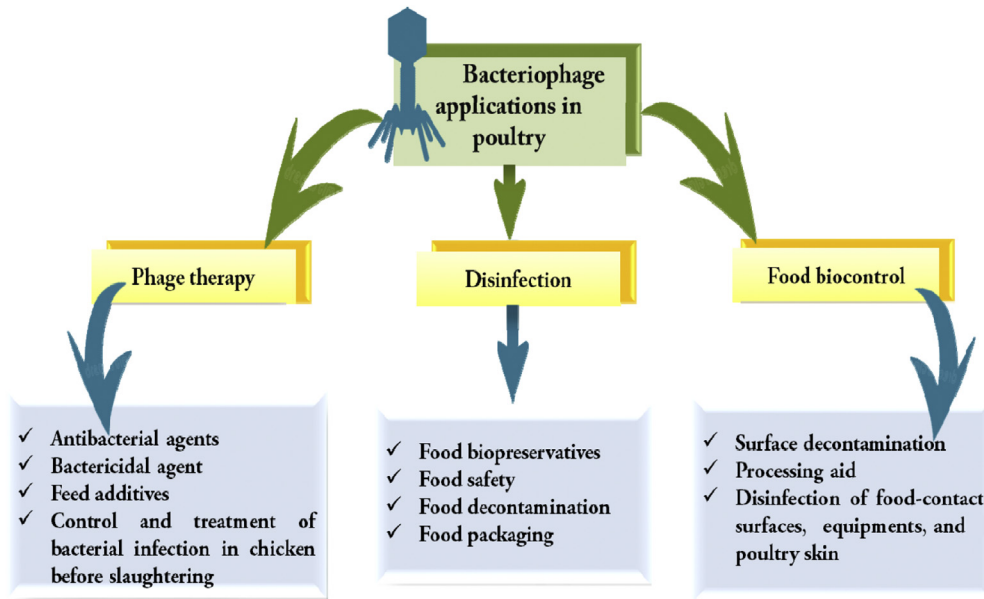 Bacteriophage
applications in
poultry
Phage therapy
Disinfection
Food biocontrol
✓ Antibacterial agents
✓ Bactericidal agent
✓ Feed additives
✓ Control and treatment of
bacterial infection in chicken
before slaughtering
✓ Food biopreservatives
✓ Food safety
✓ Food decontamination
✓ Food packaging
✓ Surface decontamination
✓ Processing aid
✓ Disinfection of food-contact
surfaces, equipments, and
poultry skin